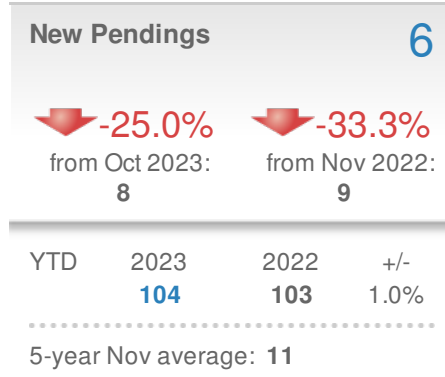 New Pendings 6
-25.0% -33.3%
from Oct 2023: from Nov 2022:
8 9
YTD 2023 2022 +/-
104 103 1.0%
5-year Nov average: 11